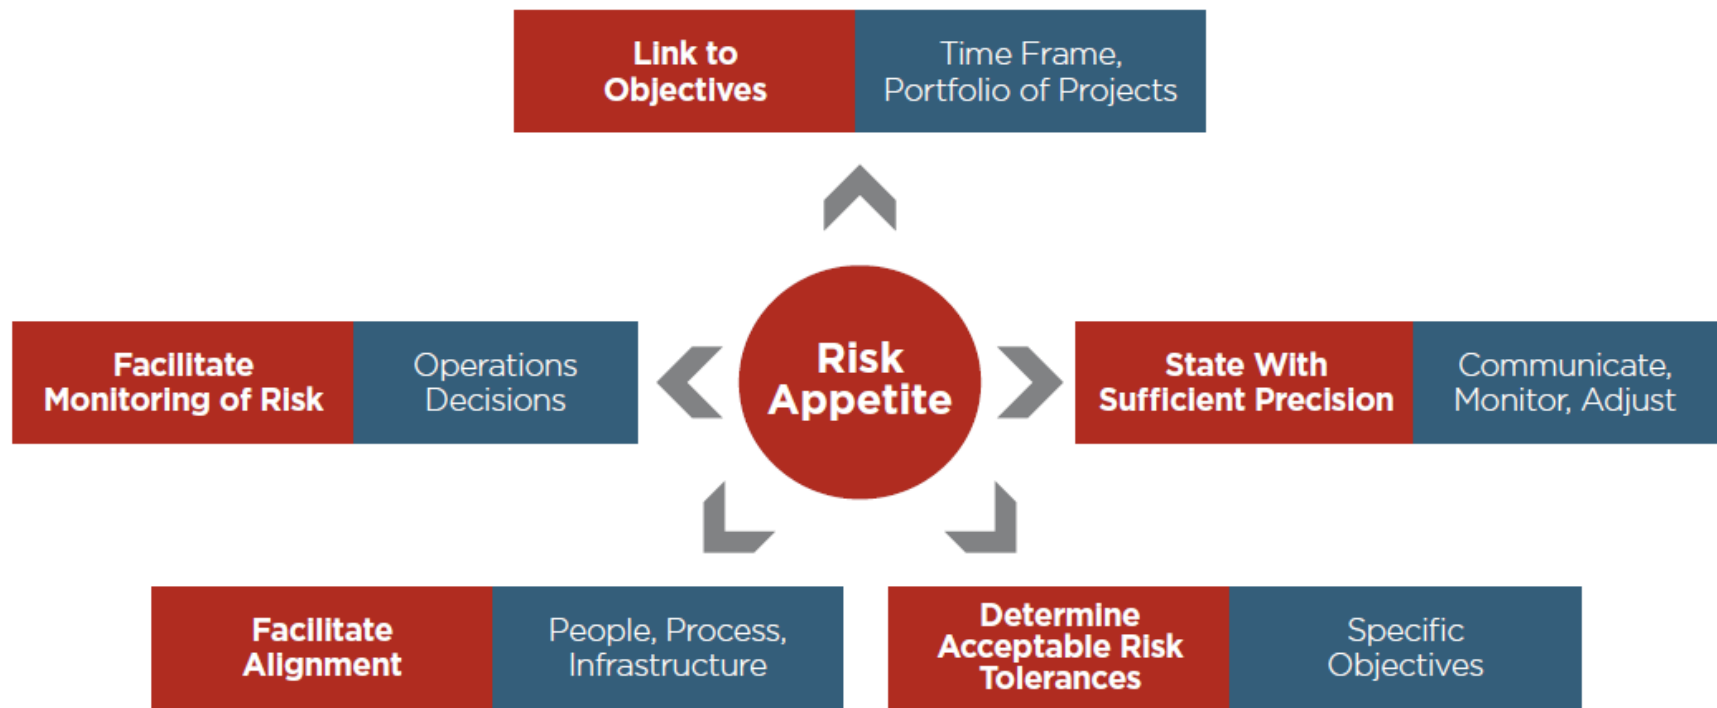 Link to
Objectives
Time Frame,
Portfolio of Projects
Facilitate
Monitoring of Risk
Operations
Decisions
Risk
Appetite
State With
Sufficient Precision
Communicate,
Monitor, Adjust
Facilitate
Alignment
People, Process,
Infrastructure
Determine
Acceptable Risk
Tolerances
Specific
Objectives